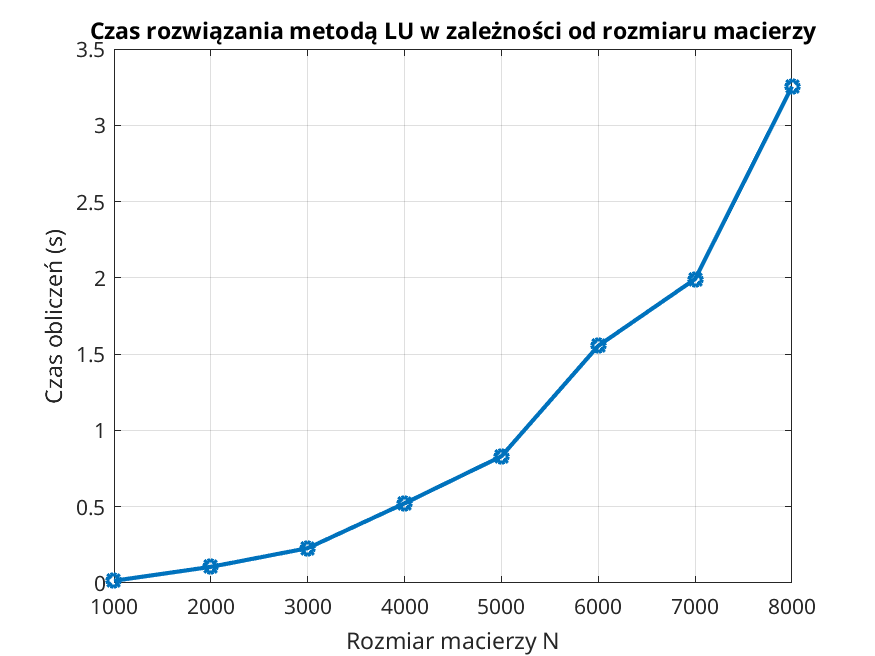 Czas rozwiązania metodą LU w zależności od rozmiaru macierzy
3.5
3
2.5
2
1.5
1
0.5
0
Czas obliczeń (s)
1000 2000 3000 4000 5000 6000 7000 8000
Rozmiar macierzy N